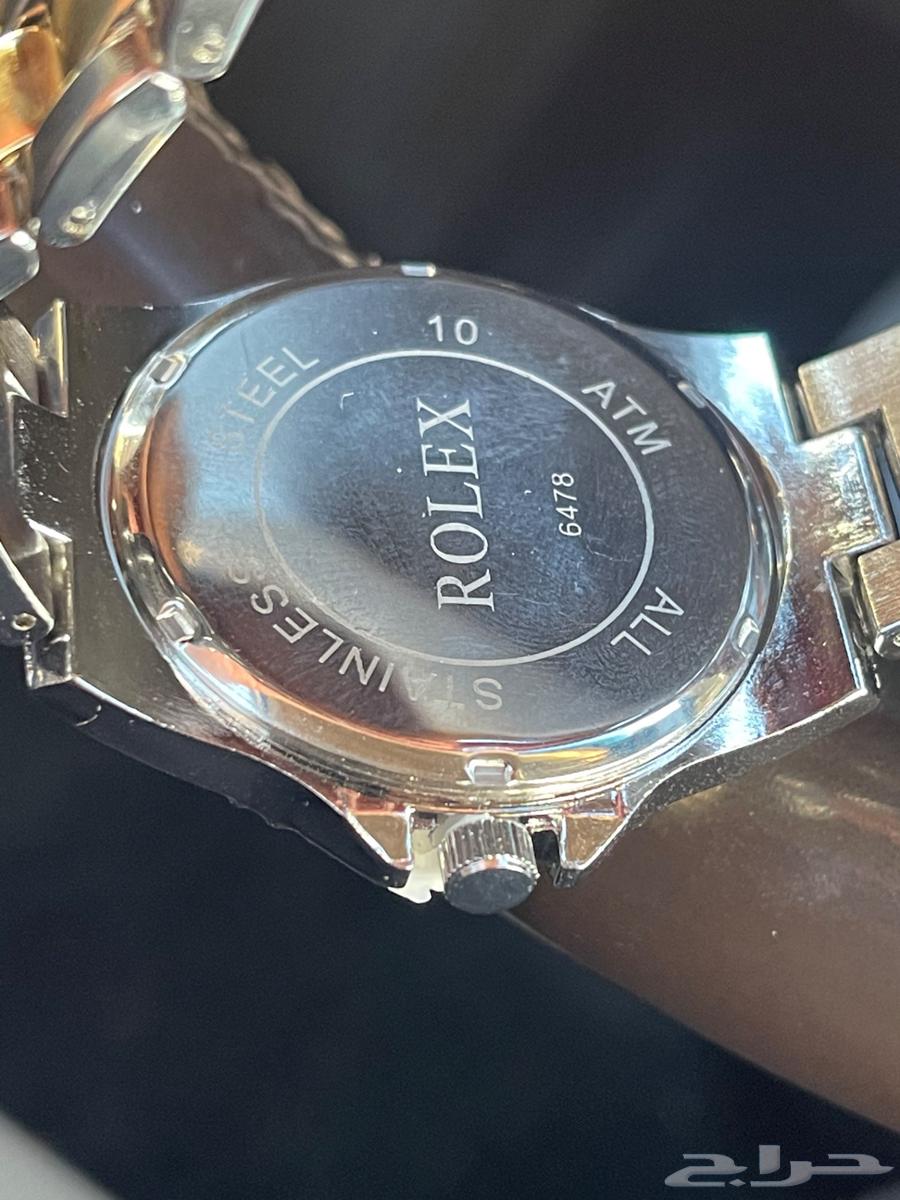 ROLEX
6478
ALL STAINLESS STEEL 10 ATM
حراج